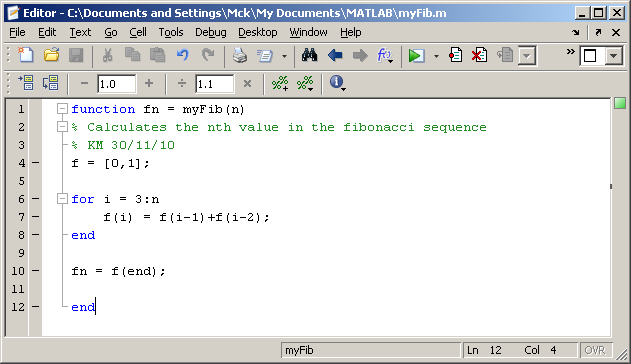 Editor - C:\Documents and Settings\Mck\My Documents\MATLAB\myFib.m
File Edit Text Go Cell Tools Debug Desktop Window Help
1.0
1.1
1 function fn = myFib(n)
2 % Calculates the nth value in the fibonacci sequence
3 % KM 30/11/10
4 f = [0,1];
5
6 for i = 3:n
7 f(i) = f(i-1)+f(i-2);
8 end
9
10 fn = f(end);
11
12 end
myFib Ln 12 Col 4 OVR